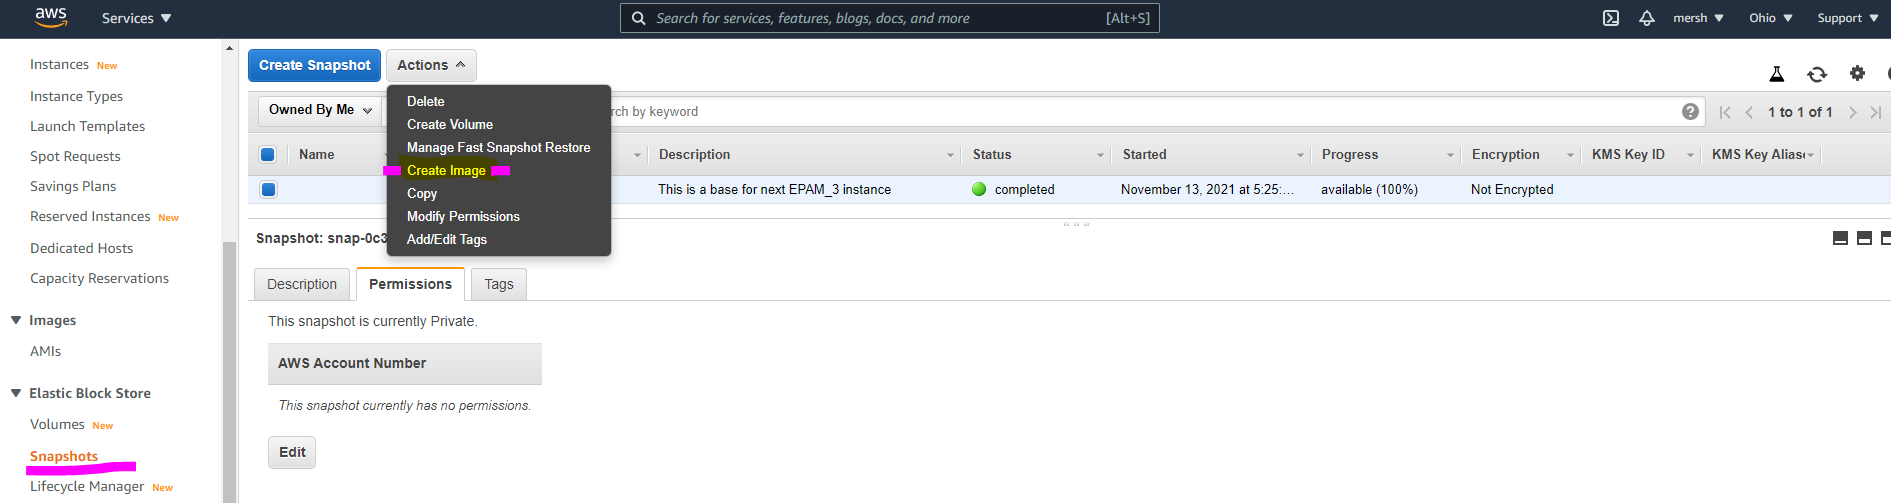 aws Services Search for services, features, blogs, docs, and more [Alt+S] mersh Ohio Support
Instances New
Instance Types
Launch Templates
Spot Requests
Savings Plans
Reserved Instances New
Dedicated Hosts
Capacity Reservations
Images
AMIs
Elastic Block Store
Volumes New
Snapshots
Lifecycle Manager New
Create Snapshot Actions
Delete
Create Volume
Manage Fast Snapshot Restore
Create Image
Copy
Modify Permissions
Add/Edit Tags
Owned By Me rch by keyword 1 to 1 of 1
Name Description Status Started Progress Encryption KMS Key ID KMS Key Alias
This is a base for next EPAM_3 instance completed November 13, 2021 at 5:25:... available (100%) Not Encrypted
Snapshot: snap-0c3
Description Permissions Tags
This snapshot is currently Private.
AWS Account Number
This snapshot currently has no permissions.
Edit